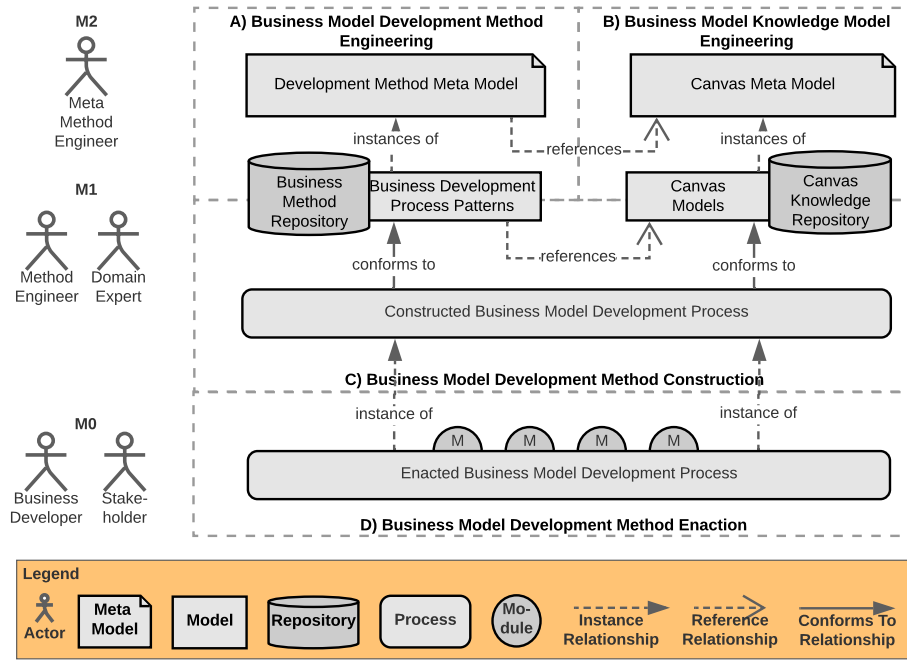 M2
Meta
Method
Engineer
A) Business Model Development Method
Engineering
B) Business Model Knowledge Model
Engineering
Development Method Meta Model
Canvas Meta Model
instances of
references
instances of
M1
Method
Engineer
Domain
Expert
Business
Method
Repository
Business Development
Process Patterns
Canvas
Models
Canvas
Knowledge
Repository
conforms to
references
conforms to
Constructed Business Model Development Process
C) Business Model Development Method Construction
M0
Business
Developer
Stake-
holder
instance of
instance of
M
M
M
M
Enacted Business Model Development Process
D) Business Model Development Method Enaction
Legend
Actor
Meta
Model
Model
Repository
Process
Mo-
dule
Instance
Relationship
Reference
Relationship
Conforms To
Relationship